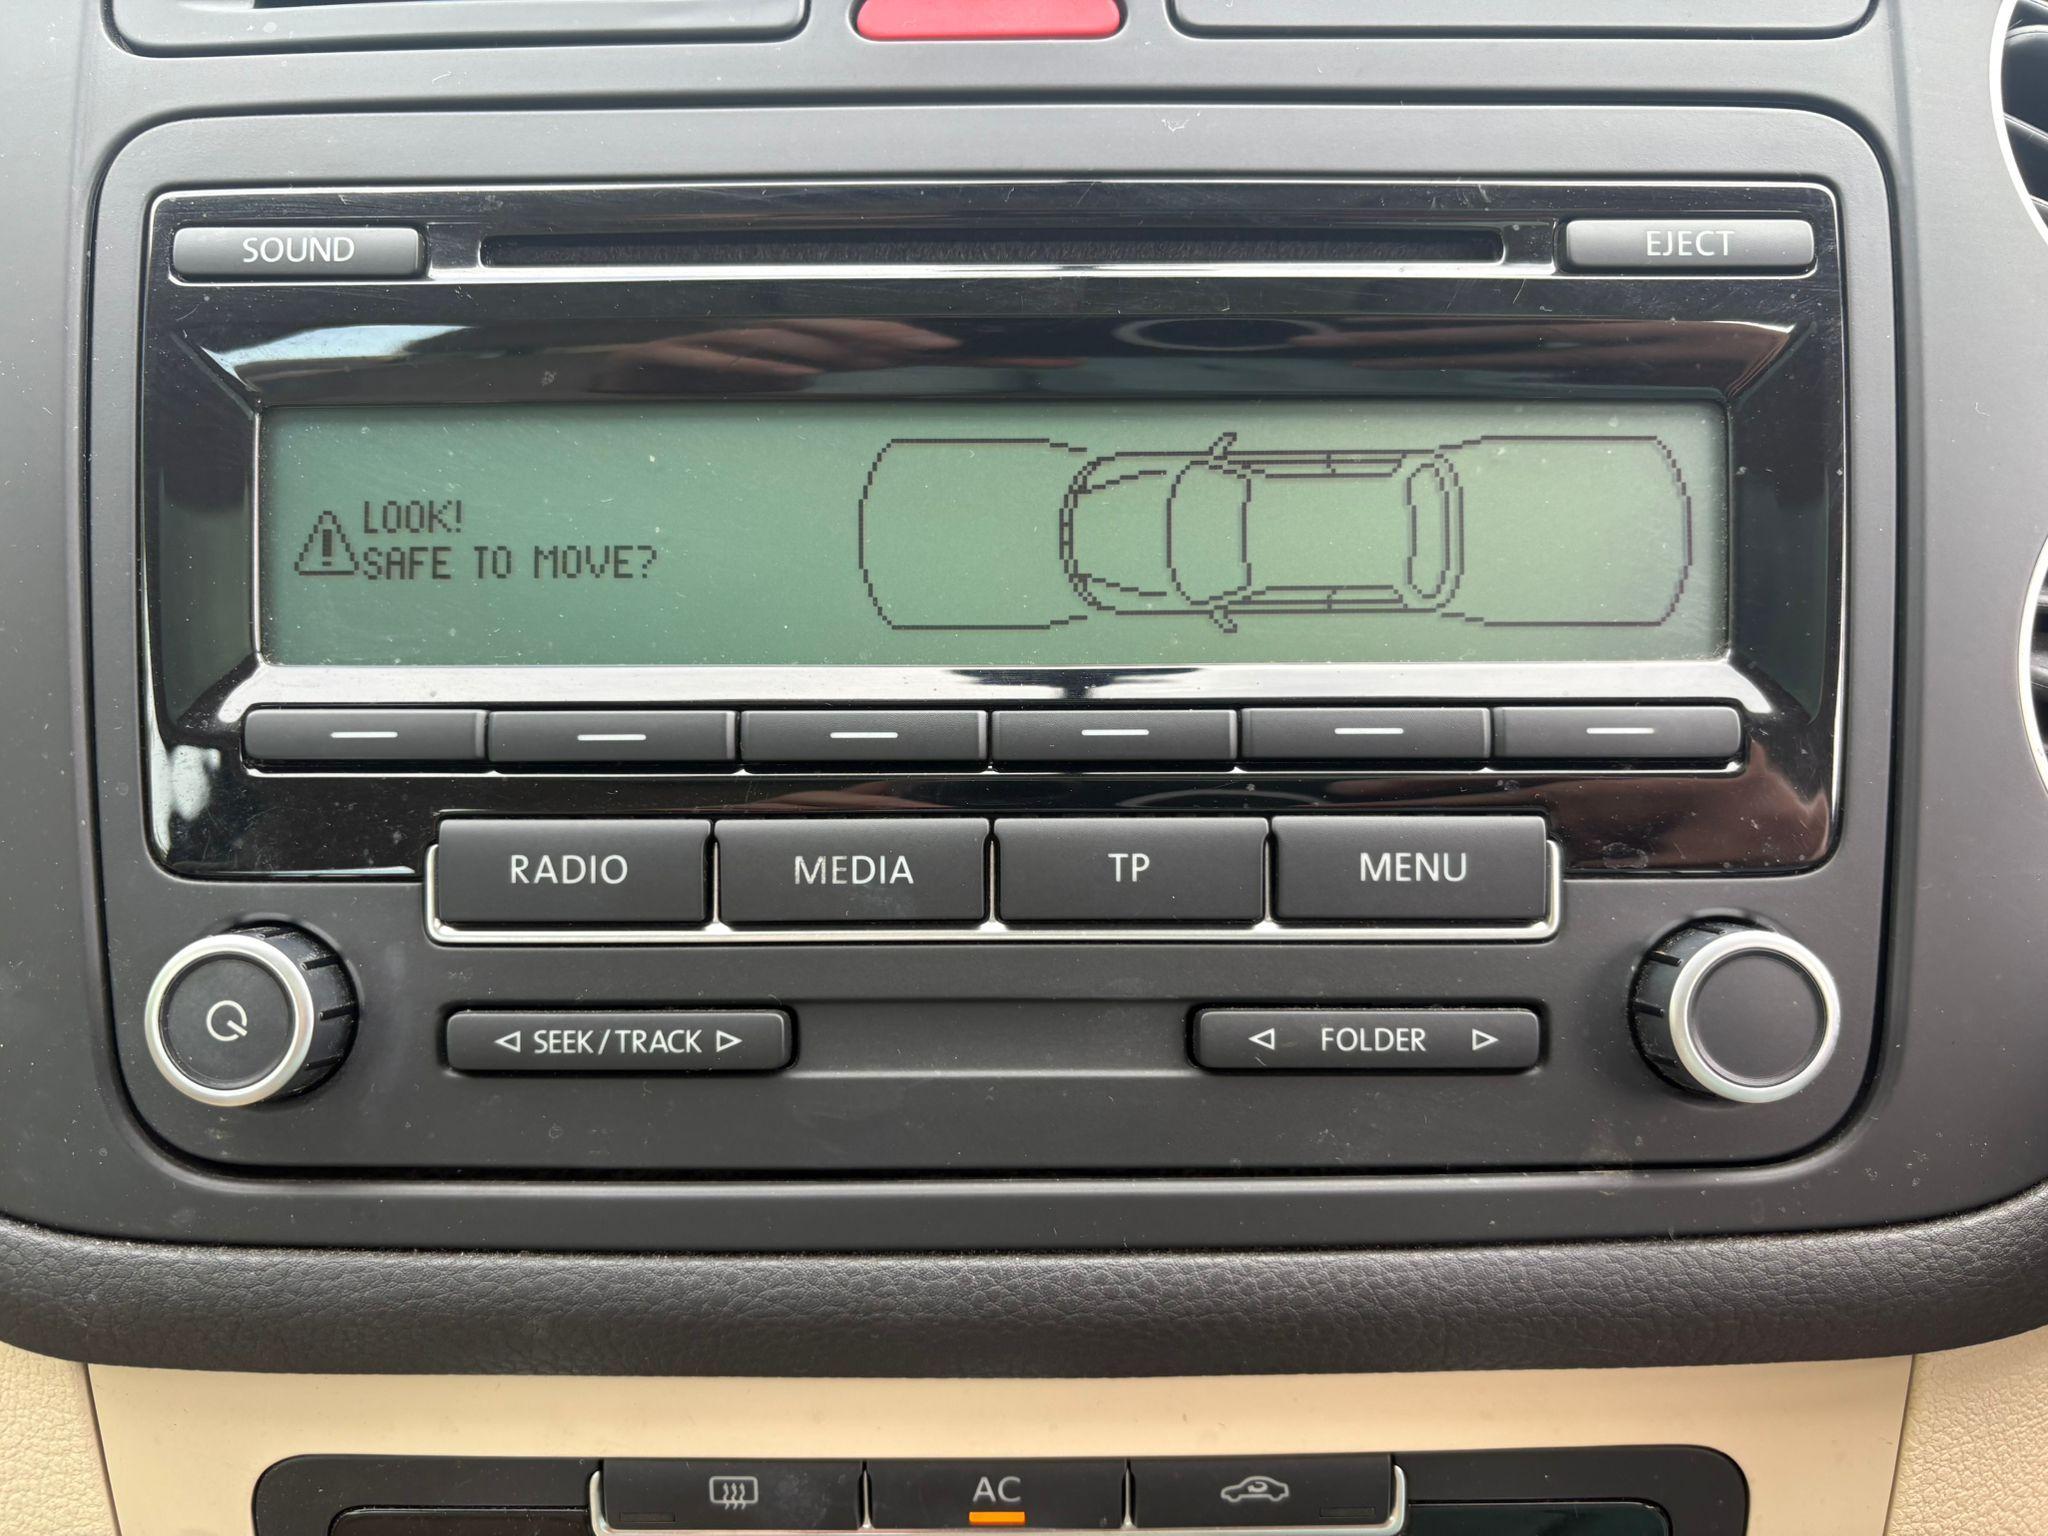 SOUND
EJECT
LOOK!
SAFE TO MOVE?
RADIO
MEDIA
TP
MENU
SEEK/TRACK
FOLDER
AC